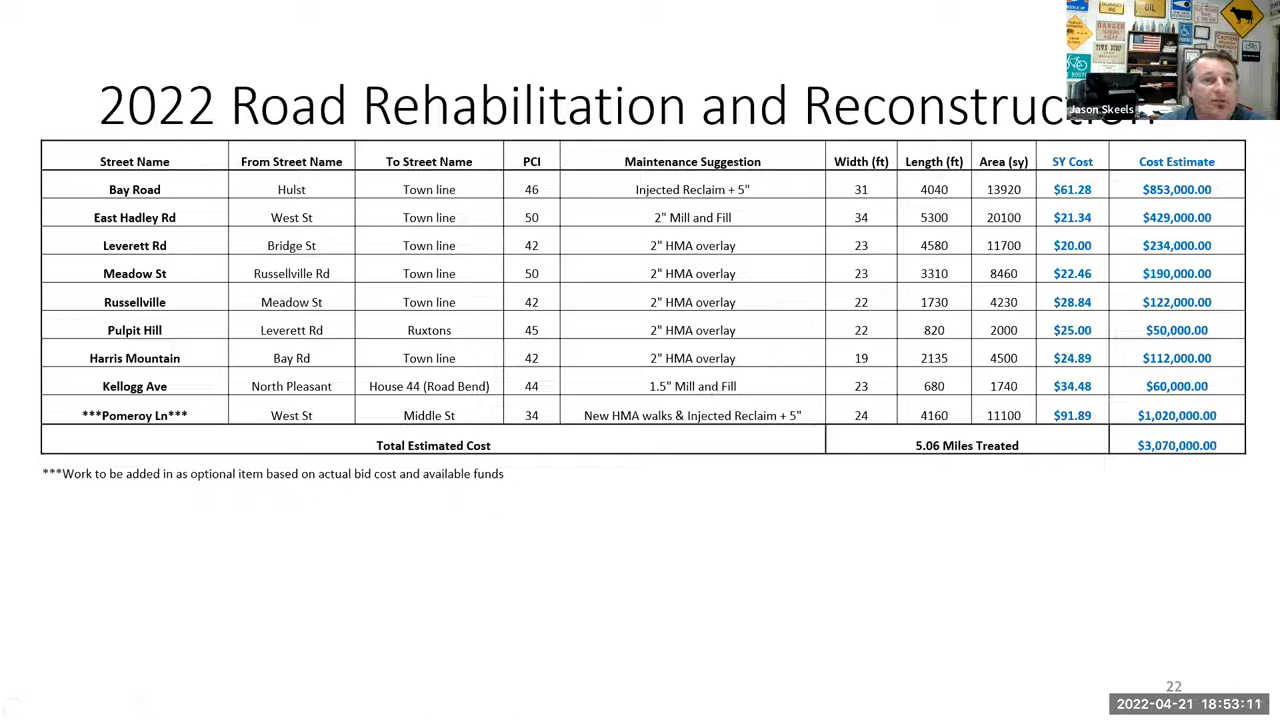 2022 Road Rehabilitation and Reconstruction
Jason Skeels
Street Name From Street Name To Street Name PCI Maintenance Suggestion Width (ft) Length (ft) Area (sy) SY Cost Cost Estimate
Bay Road Hulst Town line 46 Injected Reclaim + 5" 31 4040 13920 $61.28 $853,000.00
East Hadley Rd West St Town line 50 2" Mill and Fill 34 5300 20100 $21.34 $429,000.00
Leverett Rd Bridge St Town line 42 2" HMA overlay 23 4580 11700 $20.00 $234,000.00
Meadow St Russellville Rd Town line 50 2" HMA overlay 23 3310 8460 $22.46 $190,000.00
Russellville Meadow St Town line 42 2" HMA overlay 22 1730 4230 $28.84 $122,000.00
Pulpit Hill Leverett Rd Ruxtons 45 2" HMA overlay 22 820 2000 $25.00 $50,000.00
Harris Mountain Bay Rd Town line 42 2" HMA overlay 19 2135 4500 $24.89 $112,000.00
Kellogg Ave North Pleasant House 44 (Road Bend) 44 1.5" Mill and Fill 23 680 1740 $34.48 $60,000.00
***Pomeroy Ln*** West St Middle St 34 New HMA walks & Injected Reclaim + 5" 24 4160 11100 $91.89 $1,020,000.00
Total Estimated Cost 5.06 Miles Treated $3,070,000.00
***Work to be added in as optional item based on actual bid cost and available funds
22
2022-04-21 18:53:11
OIL
DANGER
TOWN DUMP